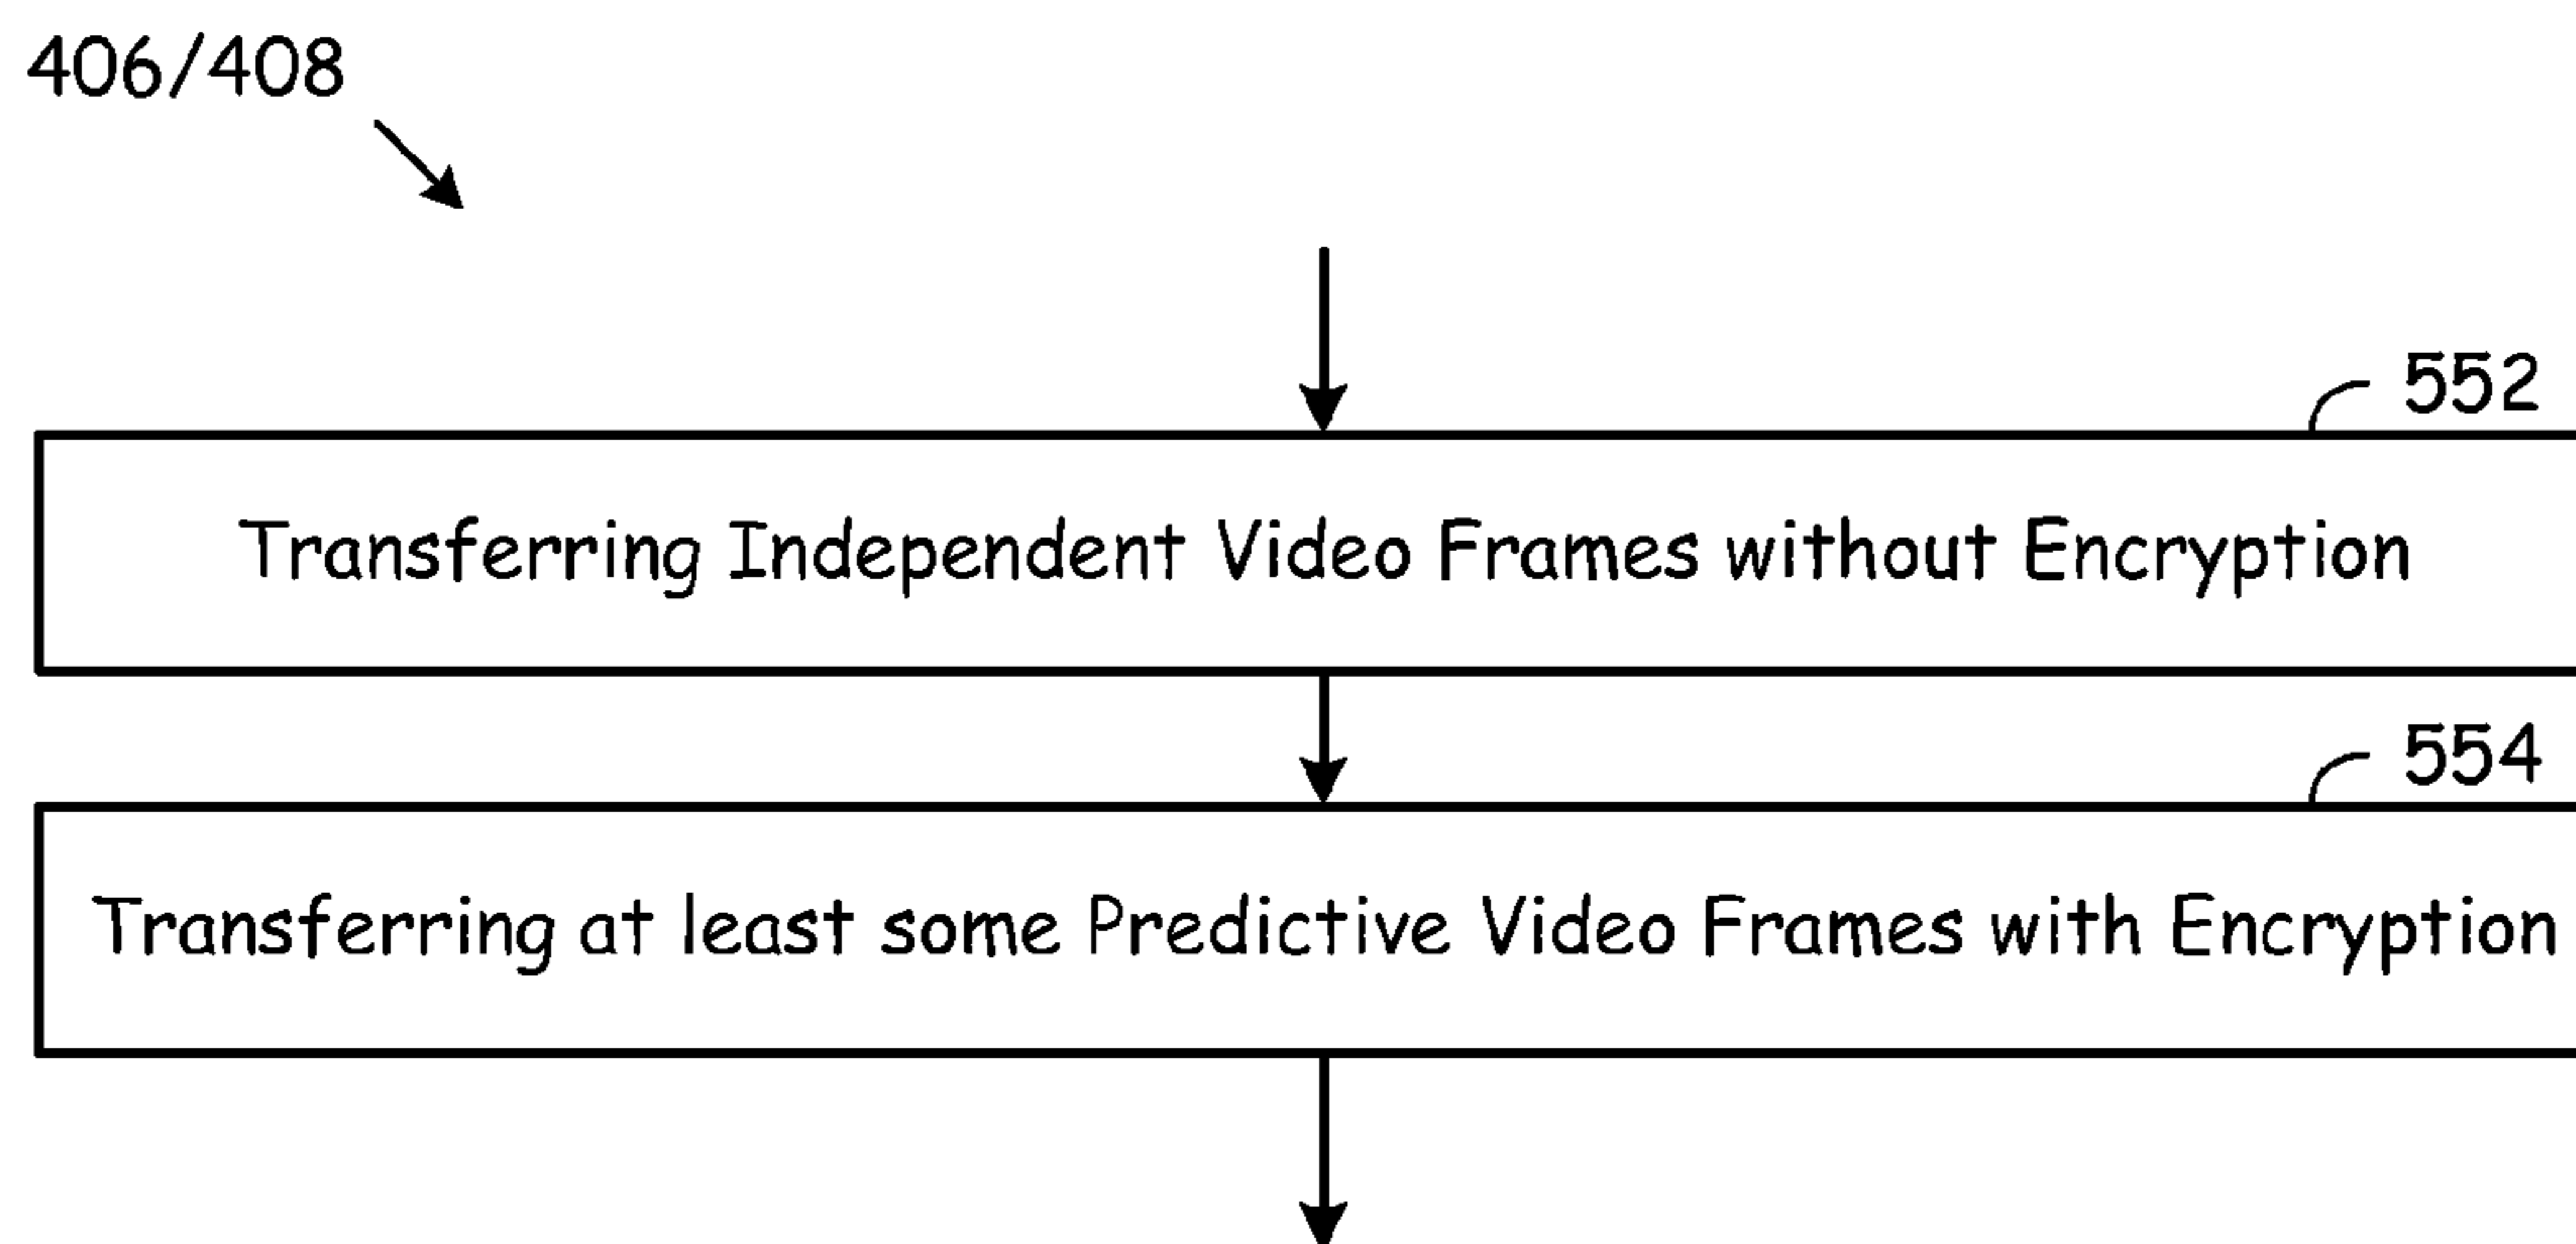 406/408
552
Transferring Independent Video Frames without Encryption
554
Transferring at least some Predictive Video Frames with Encryption